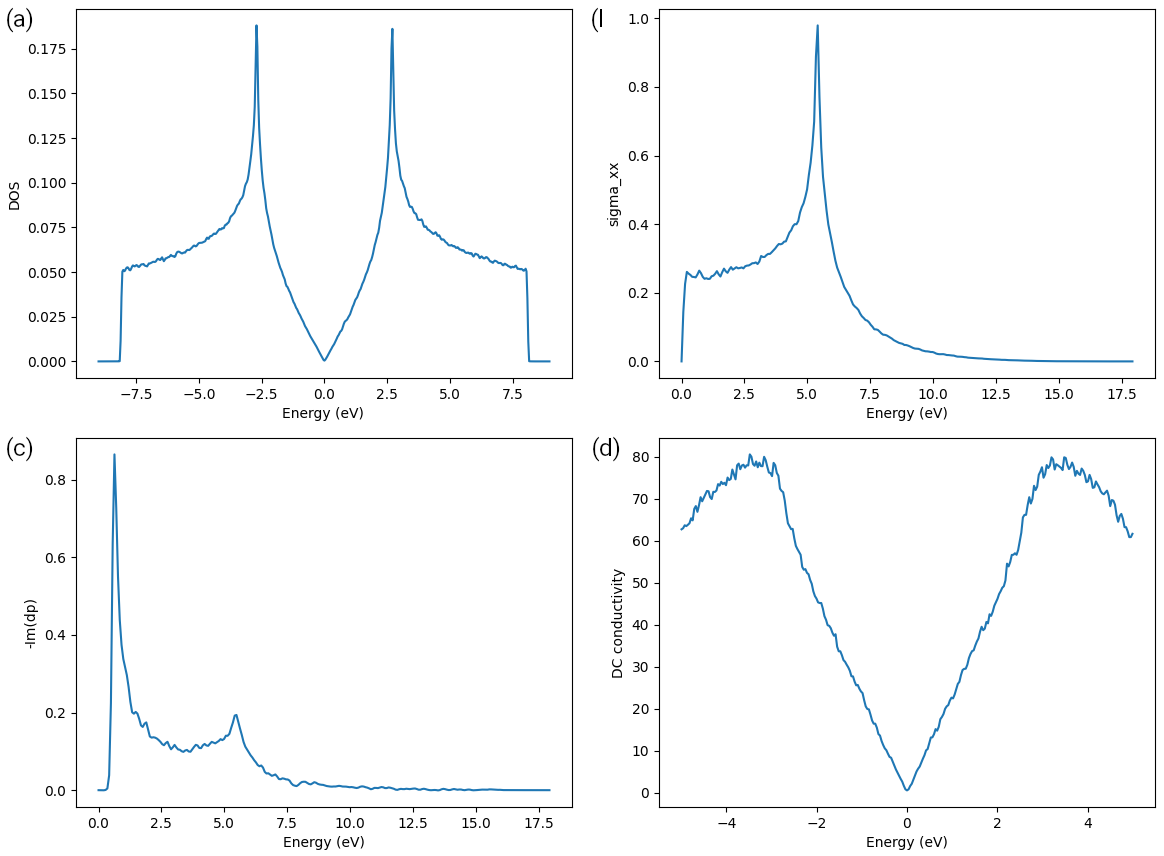 (a)
DOS
0.175
0.150
0.125
0.100
0.075
0.050
0.025
0.000
−7.5 −5.0 −2.5 0.0 2.5 5.0 7.5
Energy (eV)
(l
sigma_xx
1.0
0.8
0.6
0.4
0.2
0.0
0.0 2.5 5.0 7.5 10.0 12.5 15.0 17.5
Energy (eV)
(c)
-Im(dp)
0.8
0.6
0.4
0.2
0.0
0.0 2.5 5.0 7.5 10.0 12.5 15.0 17.5
Energy (eV)
(d)
DC conductivity
80
70
60
50
40
30
20
10
0
−4 −2 0 2 4
Energy (eV)